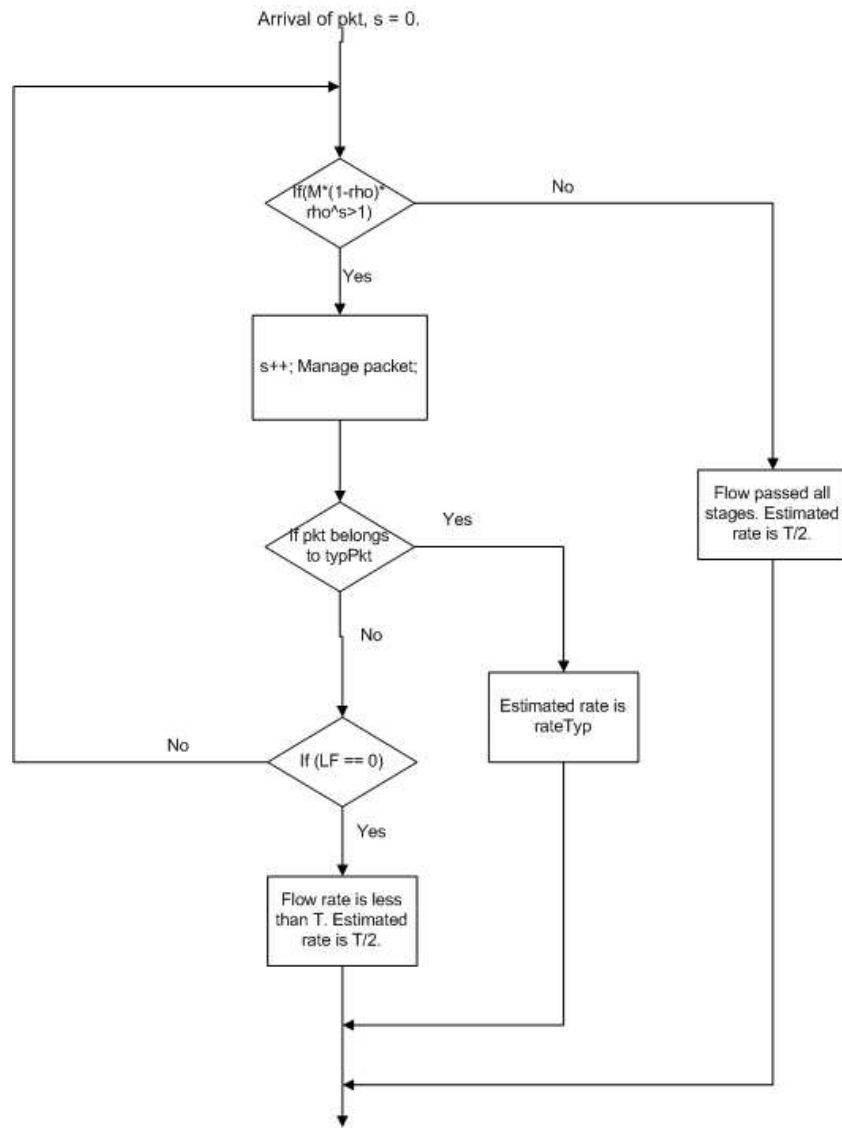 Arrival of pkt, s = 0.
If(M*(1-rho)*
rho^s>1)
No
Yes
s++; Manage packet;
Flow passed all
stages. Estimated
rate is T/2.
If pkt belongs
to typPkt
Yes
No
Estimated rate is
rateTyp
If (LF == 0)
No
Yes
Flow rate is less
than T. Estimated
rate is T/2.